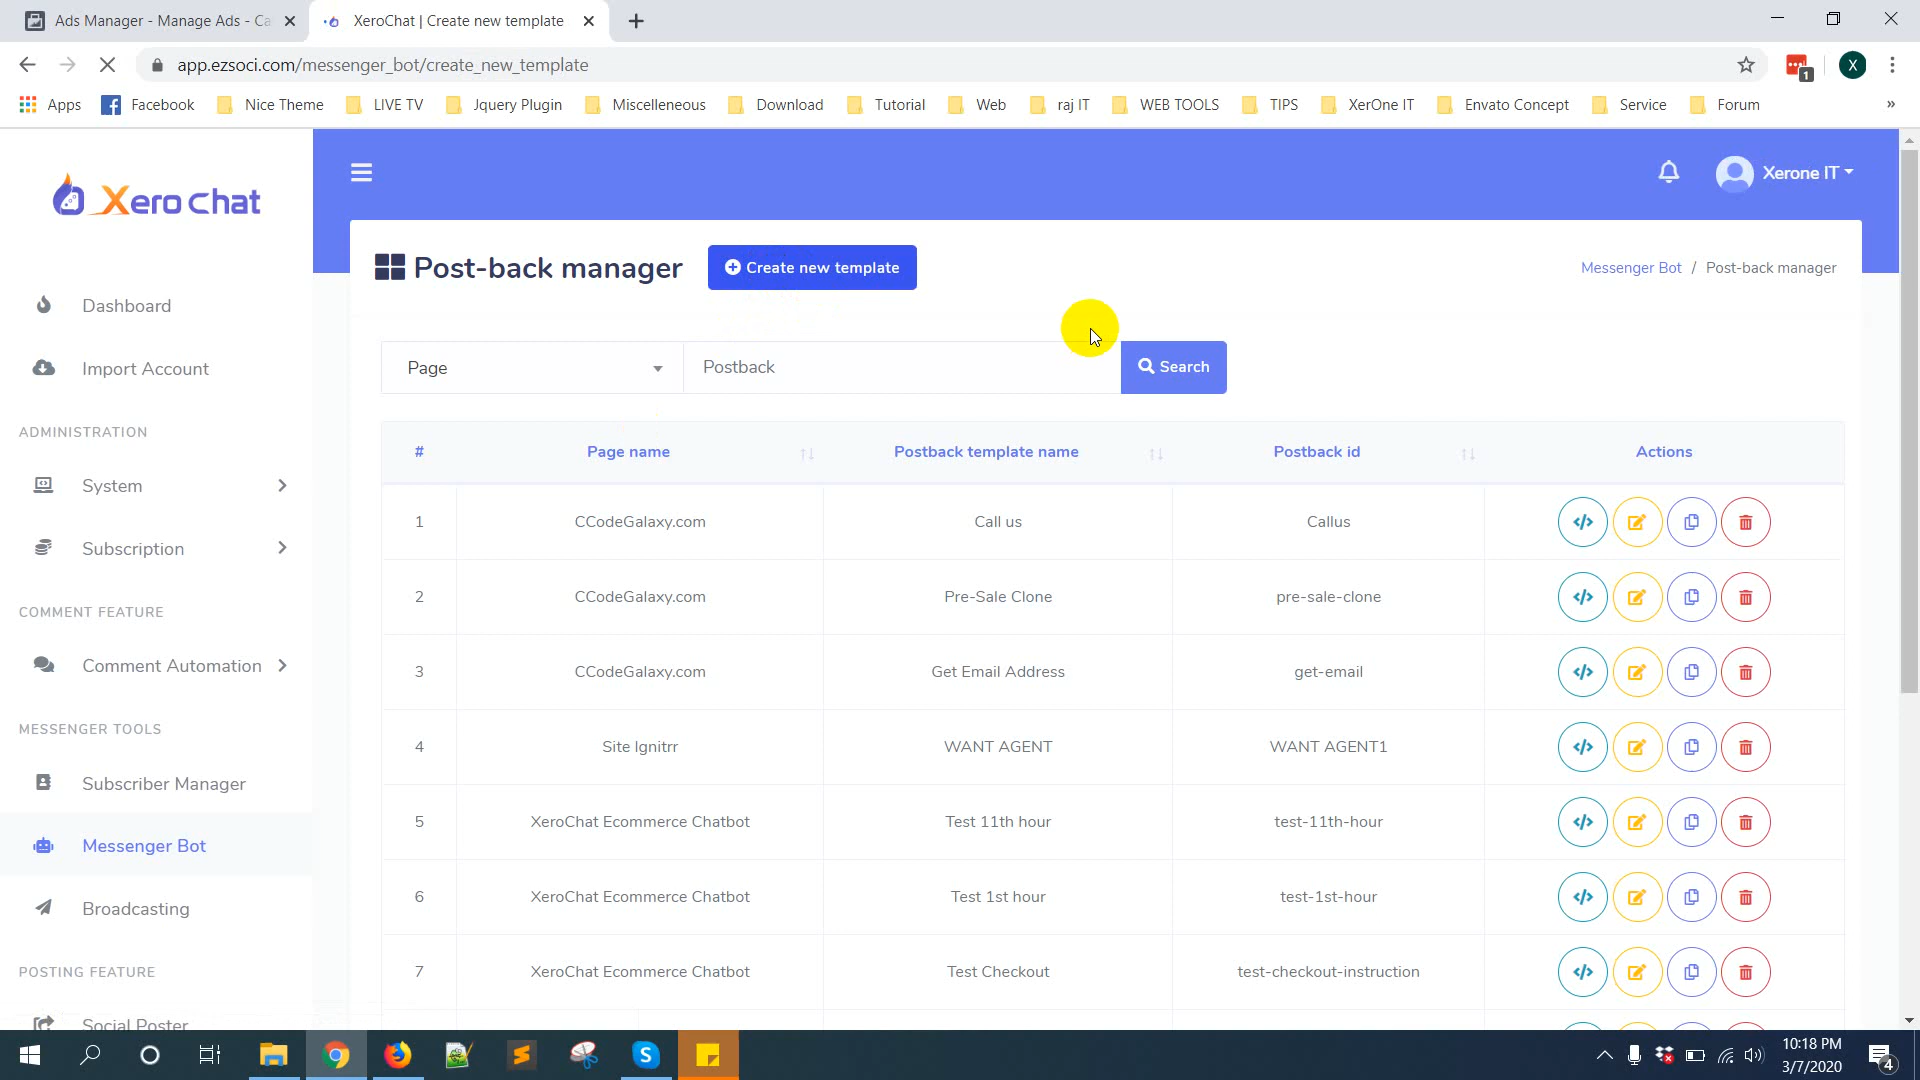 Ads Manager - Manage Ads - Ca
XeroChat | Create new template
app.ezsoci.com/messenger_bot/create_new_template
1
X
Apps
Facebook
Nice Theme
LIVE TV
Jquery Plugin
Miscelleneous
Download
Tutorial
Web
raj IT
WEB TOOLS
TIPS
XerOne IT
Envato Concept
Service
Forum
»
Xero Chat
Xerone IT
Dashboard
Import Account
ADMINISTRATION
System
Subscription
COMMENT FEATURE
Comment Automation
MESSENGER TOOLS
Subscriber Manager
Messenger Bot
Broadcasting
POSTING FEATURE
Social Poster
Post-back manager
Create new template
Messenger Bot / Post-back manager
Page
Postback
Search
# Page name Postback template name Postback id Actions
1 CCodeGalaxy.com Call us Callus
2 CCodeGalaxy.com Pre-Sale Clone pre-sale-clone
3 CCodeGalaxy.com Get Email Address get-email
4 Site Ignitrr WANT AGENT WANT AGENT1
5 XeroChat Ecommerce Chatbot Test 11th hour test-11th-hour
6 XeroChat Ecommerce Chatbot Test 1st hour test-1st-hour
7 XeroChat Ecommerce Chatbot Test Checkout test-checkout-instruction
10:18 PM
3/7/2020
4